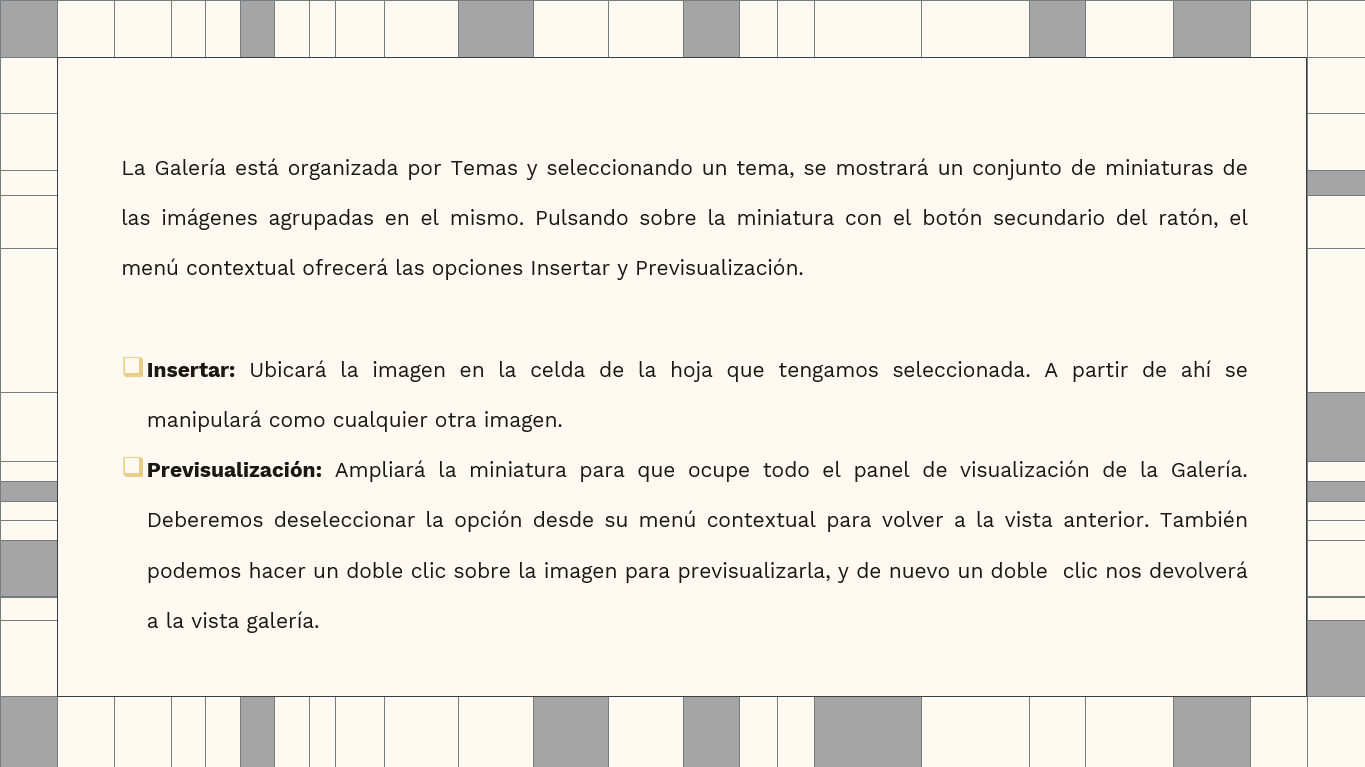 La Galería está organizada por Temas y seleccionando un tema, se mostrará un conjunto de miniaturas de
las imágenes agrupadas en el mismo. Pulsando sobre la miniatura con el botón secundario del ratón, el
menú contextual ofrecerá las opciones Insertar y Previsualización.
❑Insertar: Ubicará la imagen en la celda de la hoja que tengamos seleccionada. A partir de ahí se
manipulará como cualquier otra imagen.
❑Previsualización: Ampliará la miniatura para que ocupe todo el panel de visualización de la Galería.
Deberemos deseleccionar la opción desde su menú contextual para volver a la vista anterior. También
podemos hacer un doble clic sobre la imagen para previsualizarla, y de nuevo un doble  clic nos devolverá
a la vista galería.